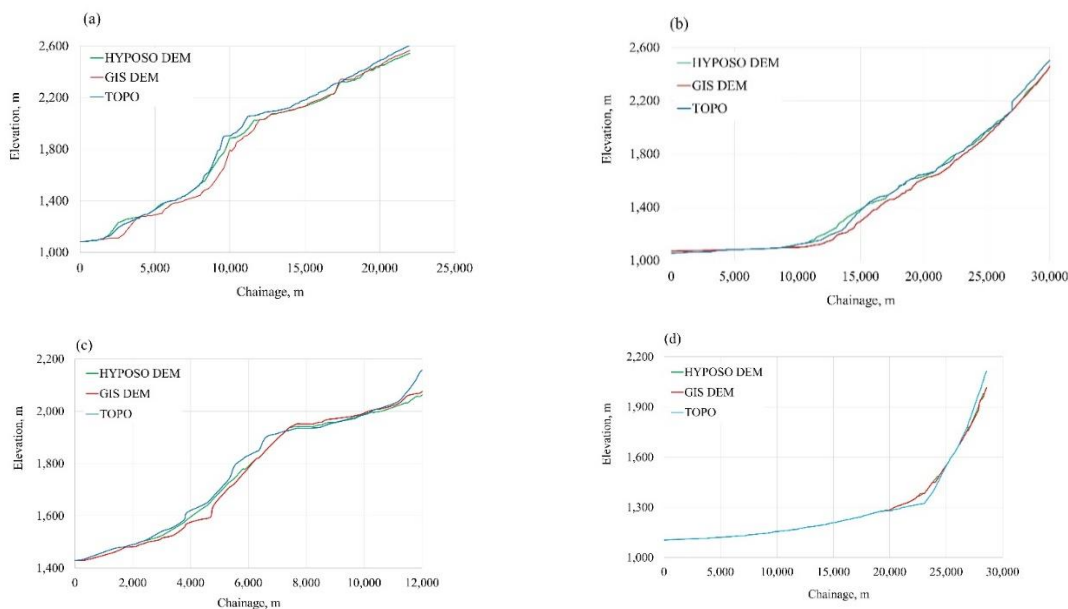 (a)
2,600
2,200
1,800
1,400
1,000
Elevation, m
HYPOSO DEM
GIS DEM
TOPO
0 5,000 10,000 15,000 20,000 25,000
Chainage, m
(b)
2,600
2,200
1,800
1,400
1,000
Elevation, m
HYPOSO DEM
GIS DEM
TOPO
0 5,000 10,000 15,000 20,000 25,000 30,000
Chainage, m
(c)
2,200
2,000
1,800
1,600
1,400
Elevation, m
HYPOSO DEM
GIS DEM
TOPO
0 2,000 4,000 6,000 8,000 10,000 12,000
Chainage, m
(d)
2,200
1,900
1,600
1,300
1,000
Elevation, m
HYPOSO DEM
GIS DEM
TOPO
0 5,000 10,000 15,000 20,000 25,000 30,000
Chainage, m